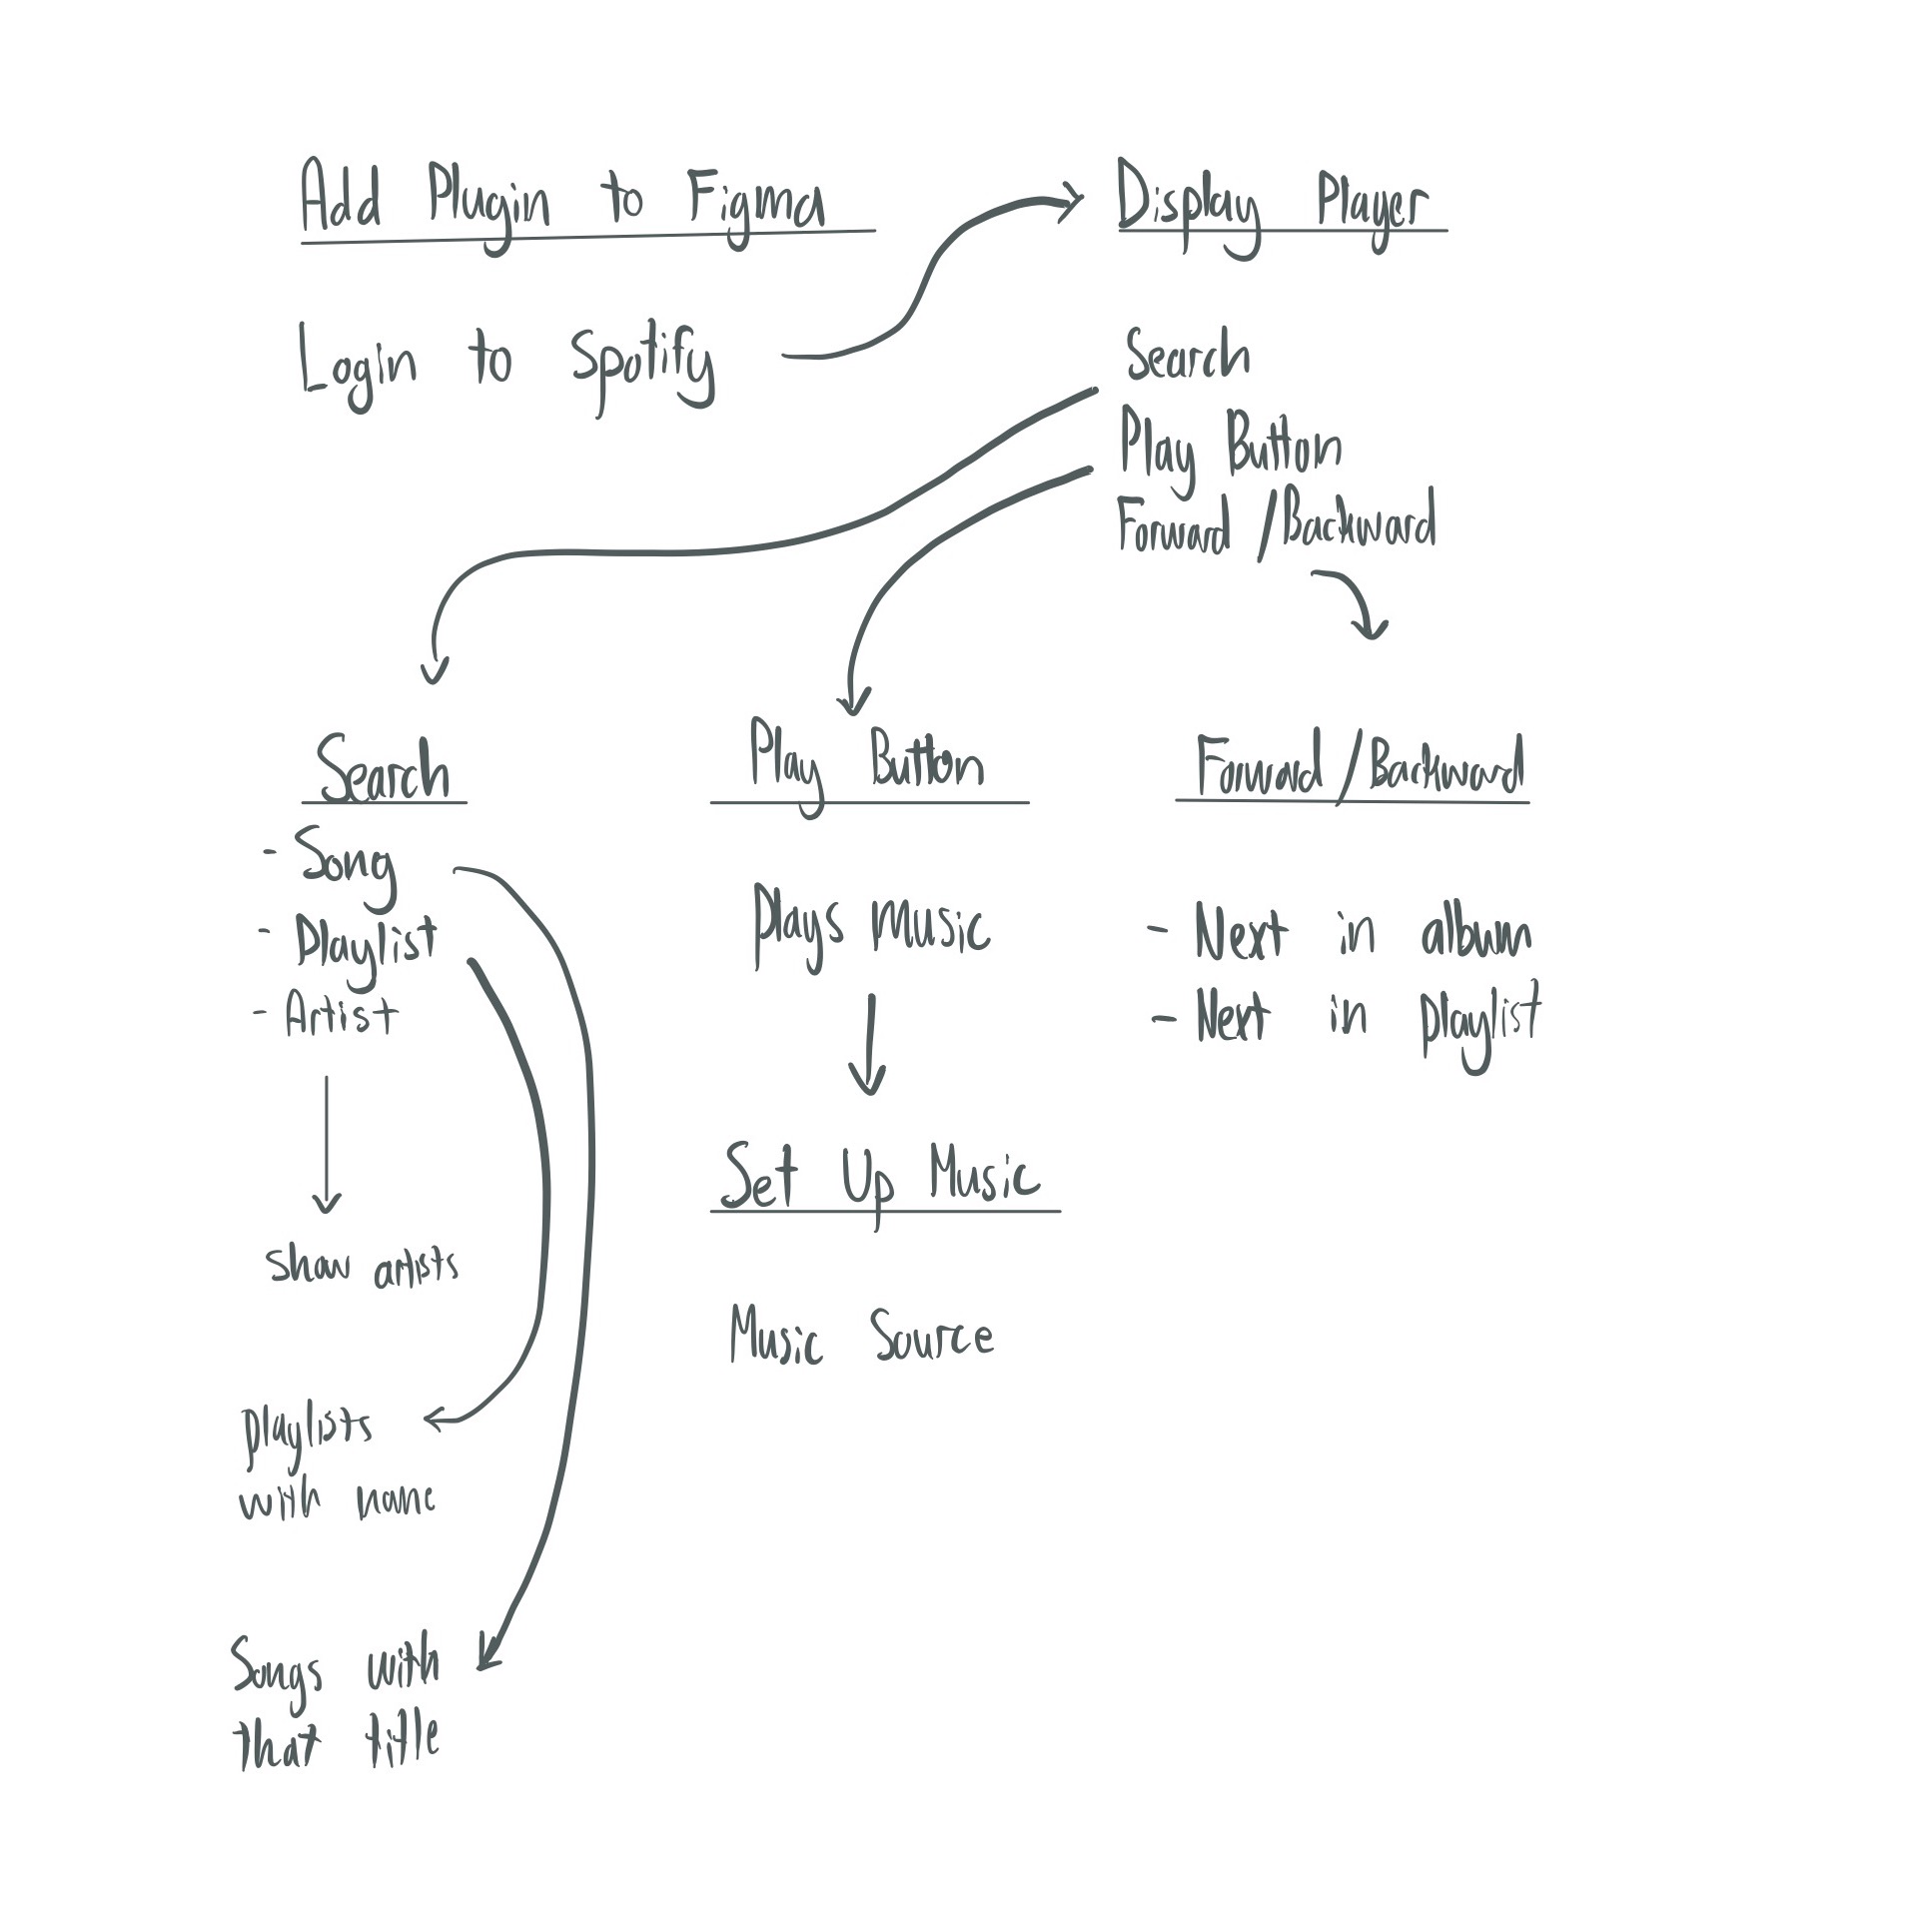 Add Plugin to Figma
Login to Spotify
Display Player
Search
Play Button
Forward / Backward
Search
- Song
- Playlist
- Artist
show artists
playlists
with name
Songs with
that title
Play Button
Plays Music
Set Up Music
Music Source
Forward / Backward
- Next in album
- Next in playlist